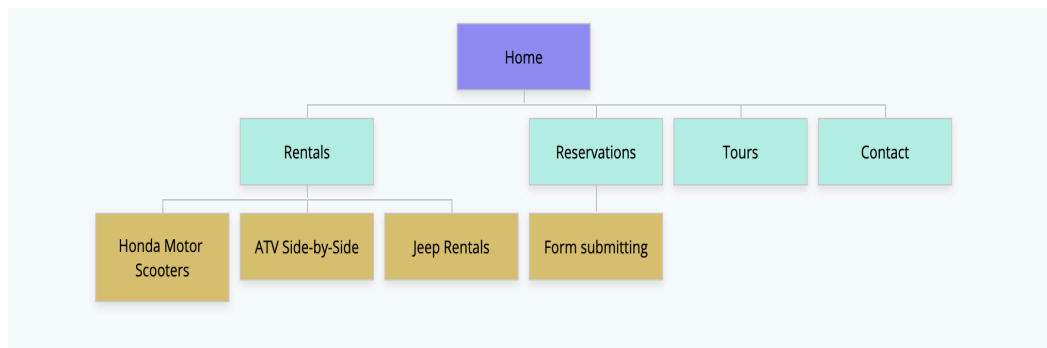 Home
Rentals
Reservations
Tours
Contact
Honda Motor
Scooters
ATV Side-by-Side
Jeep Rentals
Form submitting